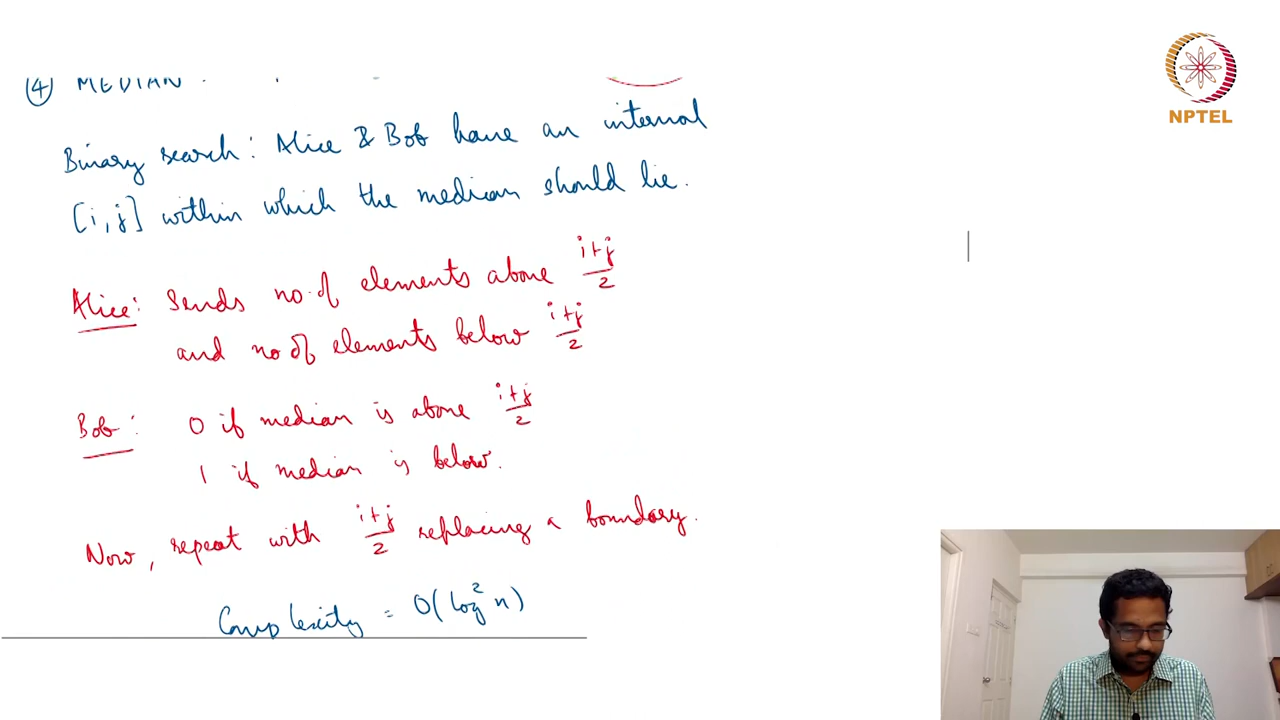 ④ MEDIAN :
NPTEL
Binary search : Alice & Bob have an interval
[i, j] within which the median should lie.
Alice: Sends no. of elements above i+j/2
and no of elements below i+j/2
Bob : 0 if median is above i+j/2
1 if median is below.
Now, repeat with i+j/2 replacing a boundary.
Complexity = O(log² n)